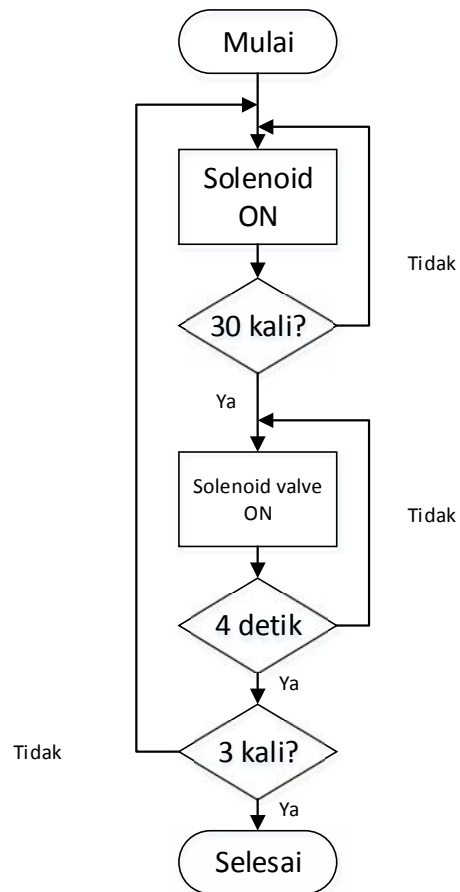 Mulai
Solenoid
ON
Tidak
30 kali?
Ya
Solenoid valve
ON
Tidak
4 detik
Ya
3 kali?
Tidak
Ya
Selesai